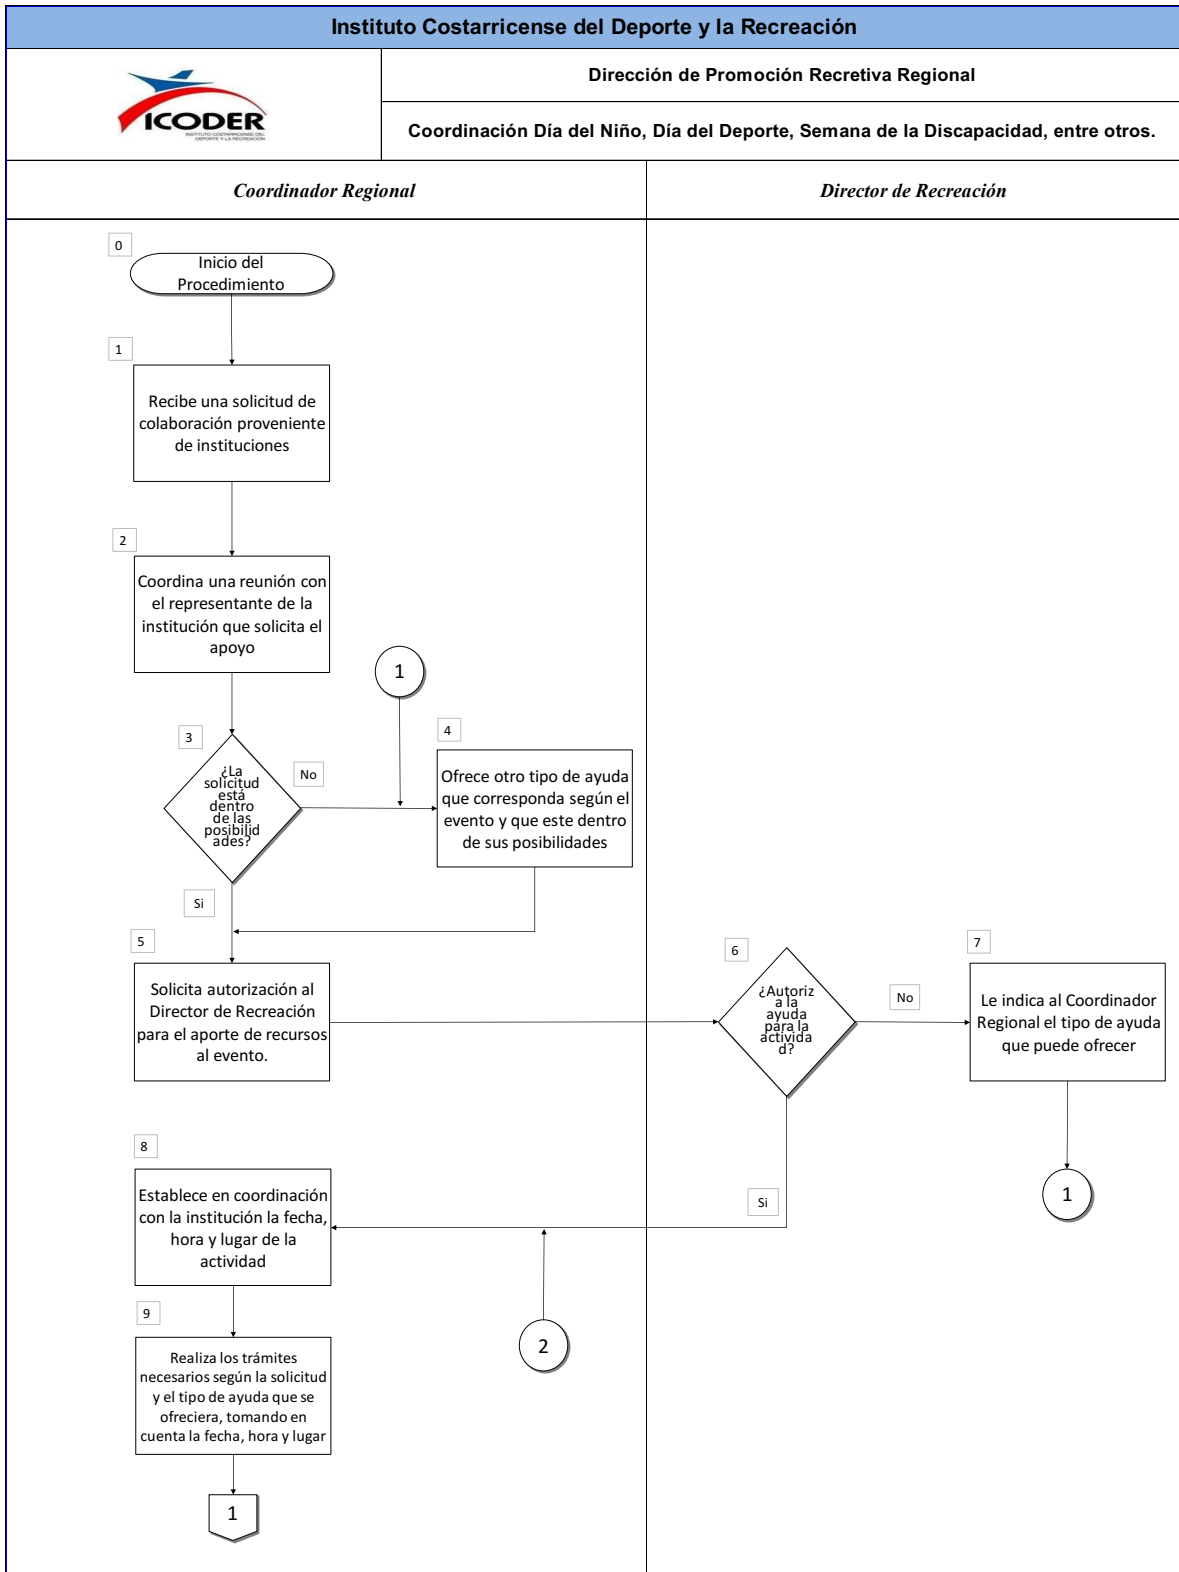 Instituto Costarricense del Deporte y la Recreación
ICODER
INSTITUTO COSTARRICENSE DEL
DEPORTE Y LA RECREACIÓN
Dirección de Promoción Recretiva Regional
Coordinación Día del Niño, Día del Deporte, Semana de la Discapacidad, entre otros.
Coordinador Regional
Director de Recreación
0
Inicio del
Procedimiento
1
Recibe una solicitud de
colaboración proveniente
de instituciones
2
Coordina una reunión con
el representante de la
institución que solicita el
apoyo
1
3
¿La
solicitud
está
dentro
de las
posibilid
ades?
No
4
Ofrece otro tipo de ayuda
que corresponda según el
evento y que este dentro
de sus posibilidades
Si
5
Solicita autorización al
Director de Recreación
para el aporte de recursos
al evento.
6
¿Autoriz
a la
ayuda
para la
activida
d?
No
7
Le indica al Coordinador
Regional el tipo de ayuda
que puede ofrecer
Si
1
8
Establece en coordinación
con la institución la fecha,
hora y lugar de la
actividad
2
9
Realiza los trámites
necesarios según la solicitud
y el tipo de ayuda que se
ofreciera, tomando en
cuenta la fecha, hora y lugar
1